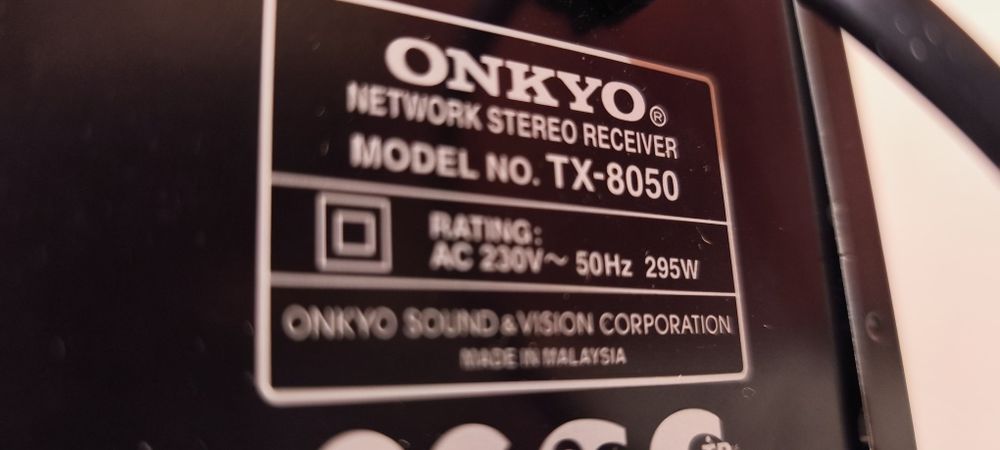 ONKYO®
NETWORK STEREO RECEIVER
MODEL NO. TX-8050
RATING:
AC 230V~ 50Hz 295W
ONKYO SOUND & VISION CORPORATION
MADE IN MALAYSIA